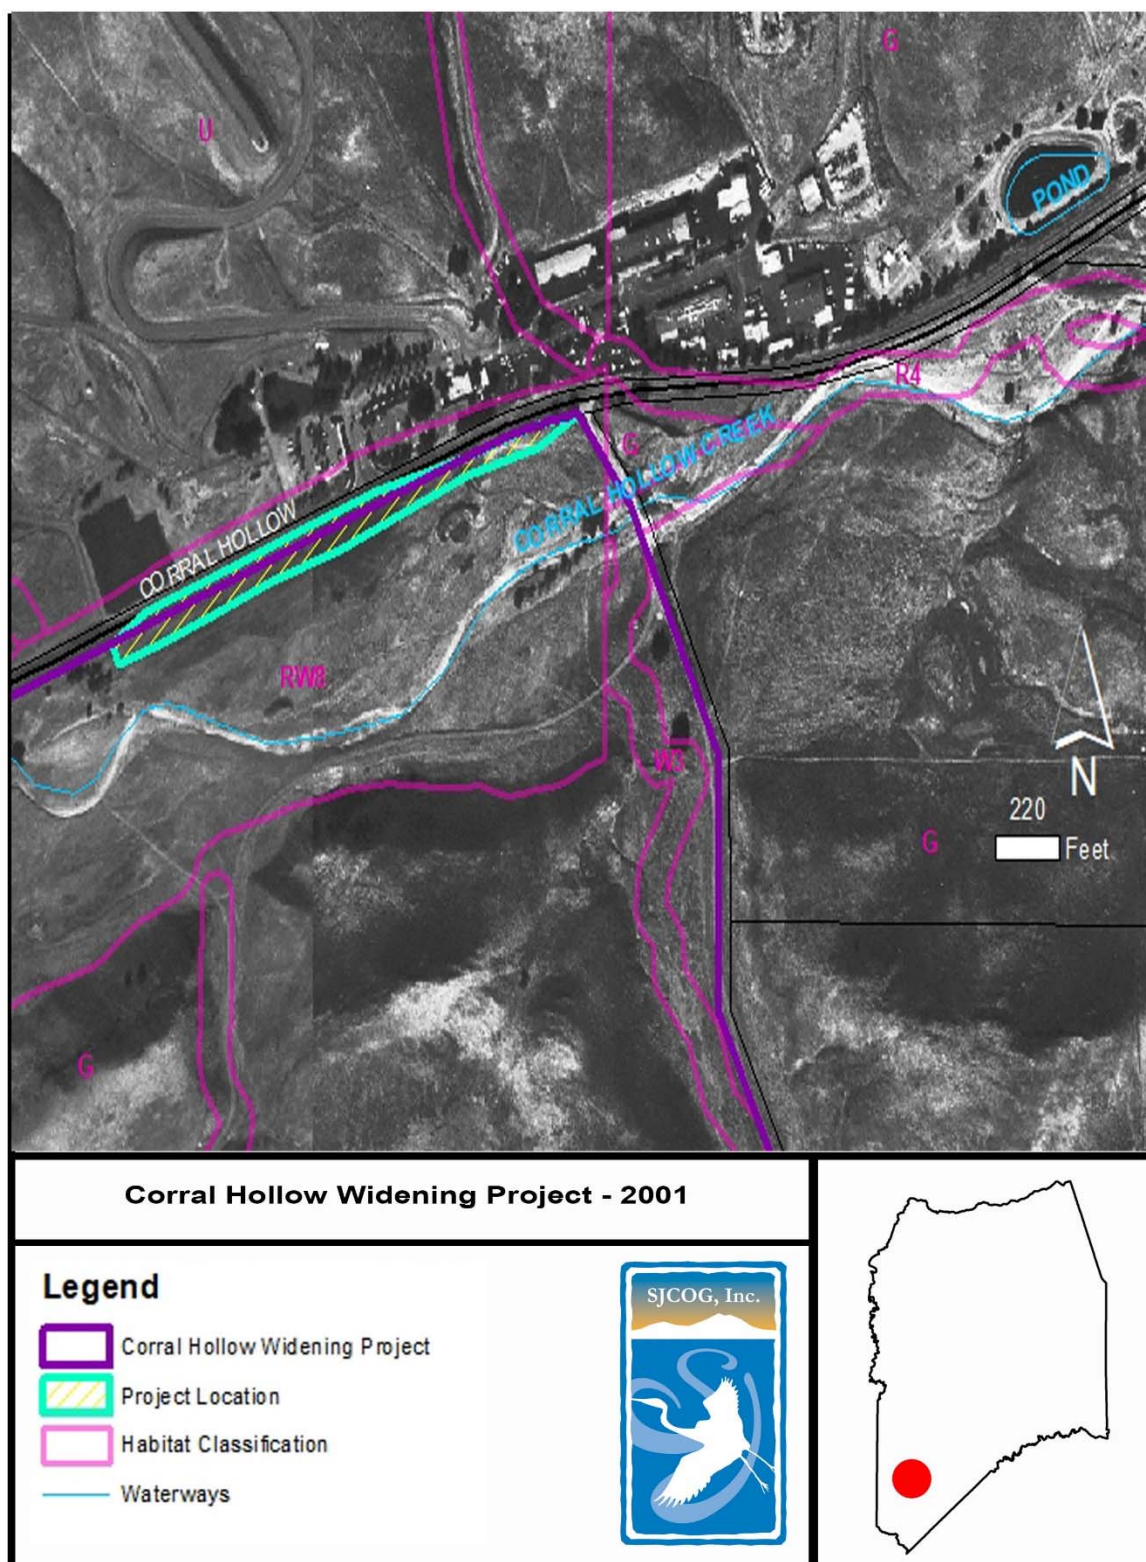 G
U
POND
R4
G
CORRAL HOLLOW CREEK
CORRAL HOLLOW
RW8
W3
N
220
Feet
G
G
Corral Hollow Widening Project - 2001
Legend
Corral Hollow Widening Project
Project Location
Habitat Classification
Waterways
SJCOG, Inc.